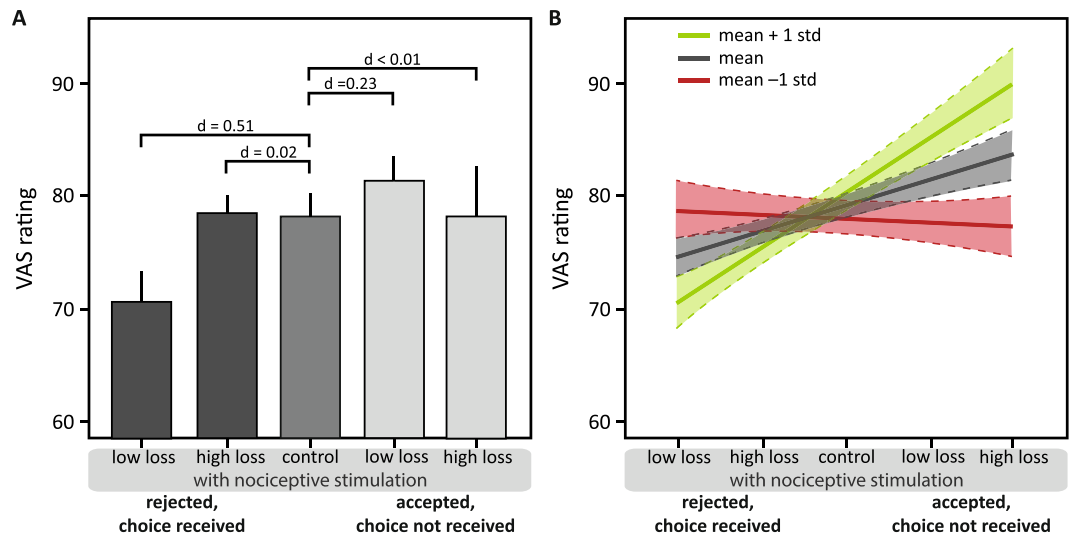 A
90
80
70
60
VAS rating
d < 0.01
d =0.23
d = 0.51
d = 0.02
low loss
high loss
control
low loss
high loss
with nociceptive stimulation
rejected,
choice received
accepted,
choice not received
B
mean + 1 std
mean
mean –1 std
90
80
70
60
VAS rating
low loss
high loss
control
low loss
high loss
with nociceptive stimulation
rejected,
choice received
accepted,
choice not received